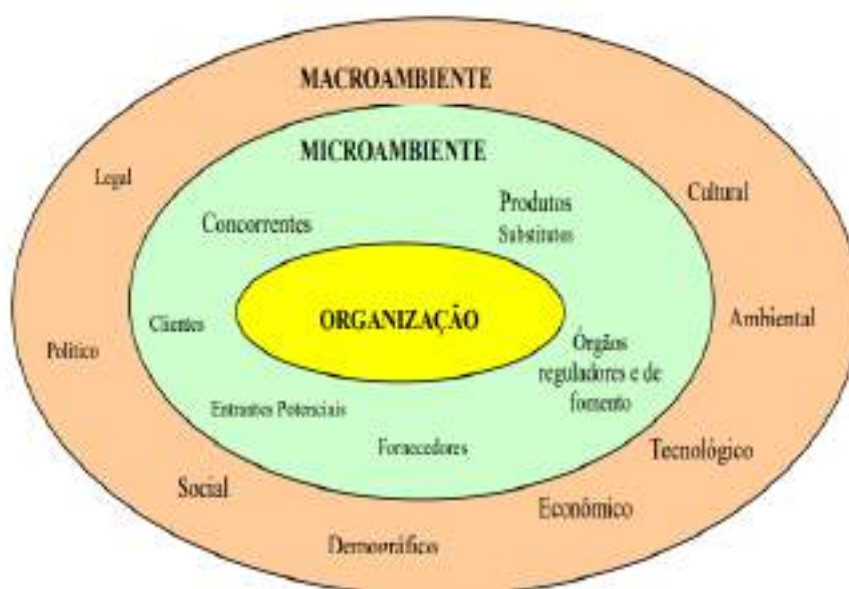 MACROAMBIENTE
MICROAMBIENTE
Legal
Cultural
Produtos
Substitutos
Concorrentes
ORGANIZAÇÃO
Clientes
Ambiental
Político
Órgãos
reguladores e de
fomento
Entrantes Potenciais
Fornecedores
Tecnológico
Social
Econômico
Demográfico